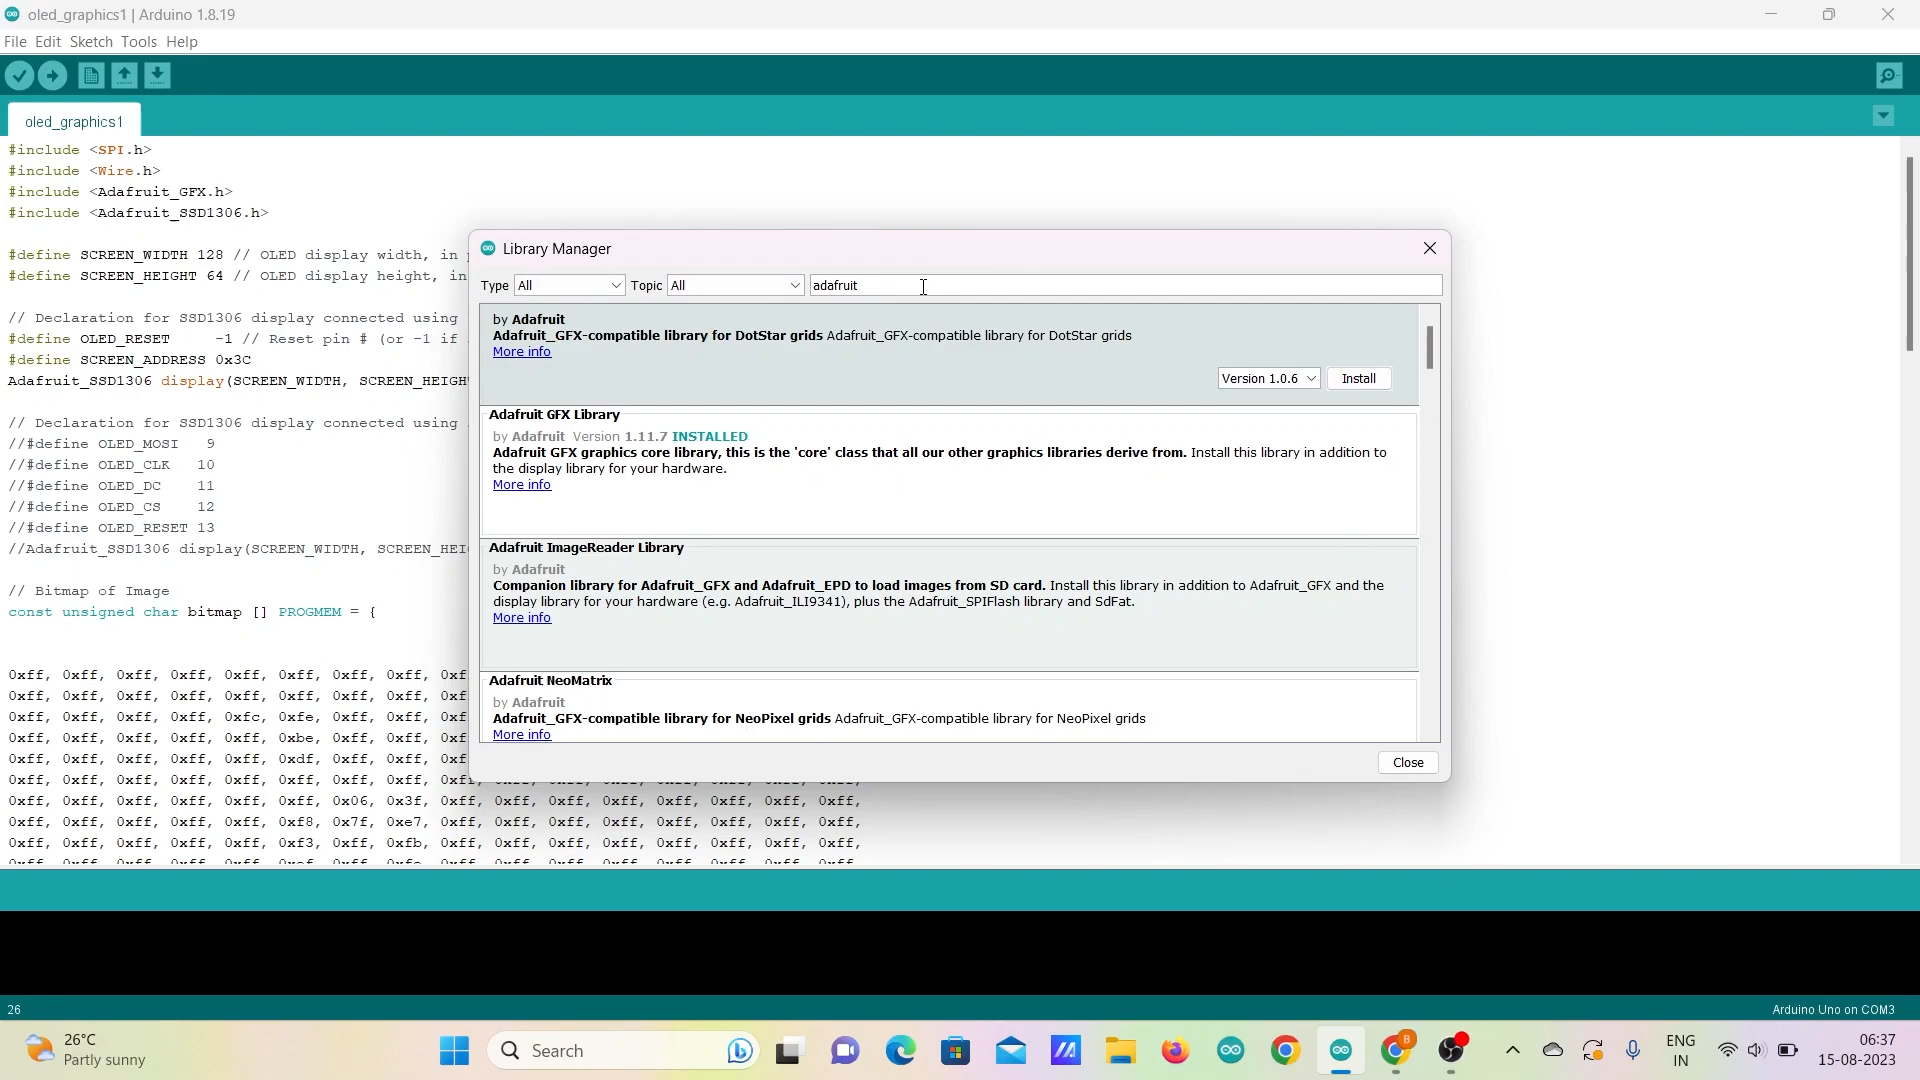 oled_graphics1 | Arduino 1.8.19
File Edit Sketch Tools Help
oled_graphics1
#include <SPI.h>
#include <Wire.h>
#include <Adafruit_GFX.h>
#include <Adafruit_SSD1306.h>
#define SCREEN_WIDTH 128 // OLED display width, in
#define SCREEN_HEIGHT 64 // OLED display height, in
// Declaration for SSD1306 display connected using
#define OLED_RESET     -1 // Reset pin # (or -1 if
#define SCREEN_ADDRESS 0x3C
Adafruit_SSD1306 display(SCREEN_WIDTH, SCREEN_HEIGH
// Declaration for SSD1306 display connected using
//#define OLED_MOSI   9
//#define OLED_CLK   10
//#define OLED_DC    11
//#define OLED_CS    12
//#define OLED_RESET 13
//Adafruit_SSD1306 display(SCREEN_WIDTH, SCREEN_HEI
// Bitmap of Image
const unsigned char bitmap [] PROGMEM = {
0xff, 0xff, 0xff, 0xff, 0xff, 0xff, 0xff, 0xff, 0xf
0xff, 0xff, 0xff, 0xff, 0xff, 0xff, 0xff, 0xff, 0xf
0xff, 0xff, 0xff, 0xff, 0xfc, 0xfe, 0xff, 0xff, 0xf
0xff, 0xff, 0xff, 0xff, 0xff, 0xbe, 0xff, 0xff, 0xf
0xff, 0xff, 0xff, 0xff, 0xff, 0xdf, 0xff, 0xff, 0xf
0xff, 0xff, 0xff, 0xff, 0xff, 0xff, 0xff, 0xff, 0xff, 0xff, 0xff, 0xff, 0xff, 0xff, 0xff, 0xff,
0xff, 0xff, 0xff, 0xff, 0xff, 0xff, 0x06, 0x3f, 0xff, 0xff, 0xff, 0xff, 0xff, 0xff, 0xff, 0xff,
0xff, 0xff, 0xff, 0xff, 0xff, 0xf8, 0x7f, 0xe7, 0xff, 0xff, 0xff, 0xff, 0xff, 0xff, 0xff, 0xff,
0xff, 0xff, 0xff, 0xff, 0xff, 0xf3, 0xff, 0xfb, 0xff, 0xff, 0xff, 0xff, 0xff, 0xff, 0xff, 0xff,
Library Manager
Type All Topic All adafruit
by Adafruit
Adafruit_GFX-compatible library for DotStar grids Adafruit_GFX-compatible library for DotStar grids
More info
Version 1.0.6 Install
Adafruit GFX Library
by Adafruit Version 1.11.7 INSTALLED
Adafruit GFX graphics core library, this is the 'core' class that all our other graphics libraries derive from. Install this library in addition to
the display library for your hardware.
More info
Adafruit ImageReader Library
by Adafruit
Companion library for Adafruit_GFX and Adafruit_EPD to load images from SD card. Install this library in addition to Adafruit_GFX and the
display library for your hardware (e.g. Adafruit_ILI9341), plus the Adafruit_SPIFlash library and SdFat.
More info
Adafruit NeoMatrix
by Adafruit
Adafruit_GFX-compatible library for NeoPixel grids Adafruit_GFX-compatible library for NeoPixel grids
More info
Close
26
Arduino Uno on COM3
26°C
Partly sunny
Search
B
ENG
IN
06:37
15-08-2023